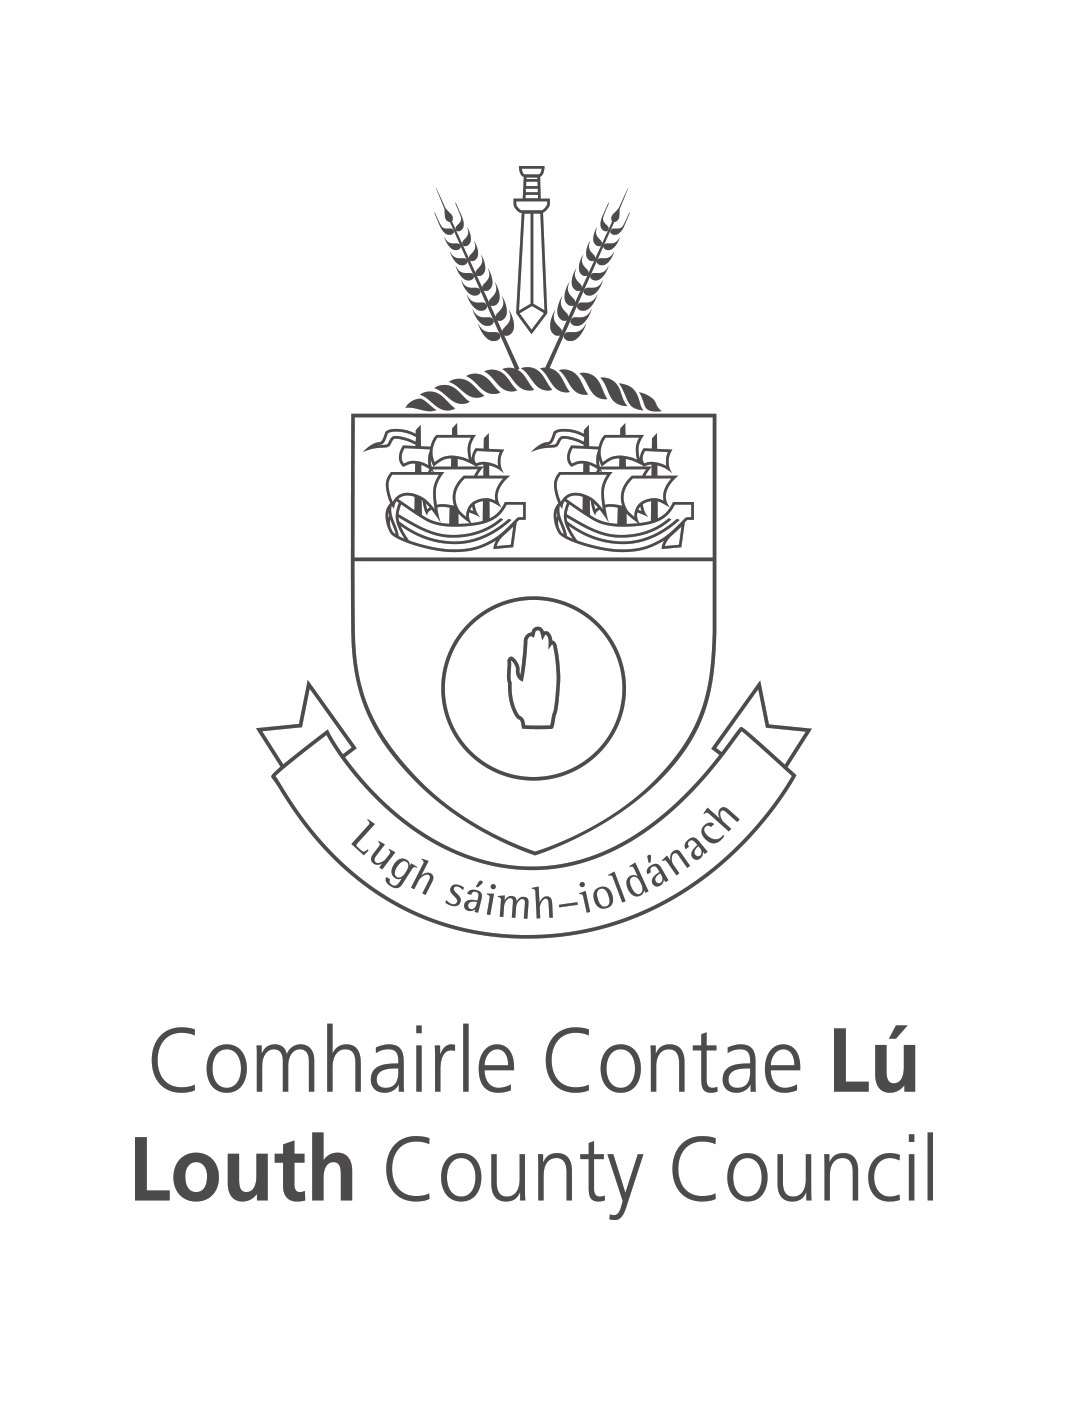 Lugh sáimh-ioldánach
Comhairle Contae Lú
Louth County Council